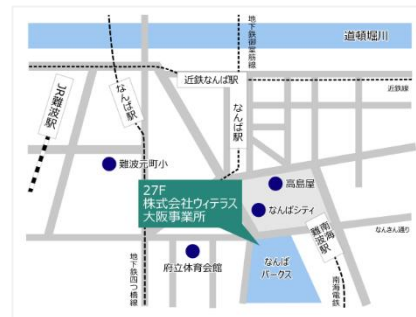 道頓堀川
地下鉄御堂筋線
近鉄なんば駅
近鉄線
JR難波駅
なんば駅
なんば駅
難波元町小
27F
株式会社ウィテラス
大阪事業所
高島屋
なんばシティ
なんさん通り
南海難波駅
府立体育会館
なんば
パークス
地下鉄四つ橋線
南海電鉄